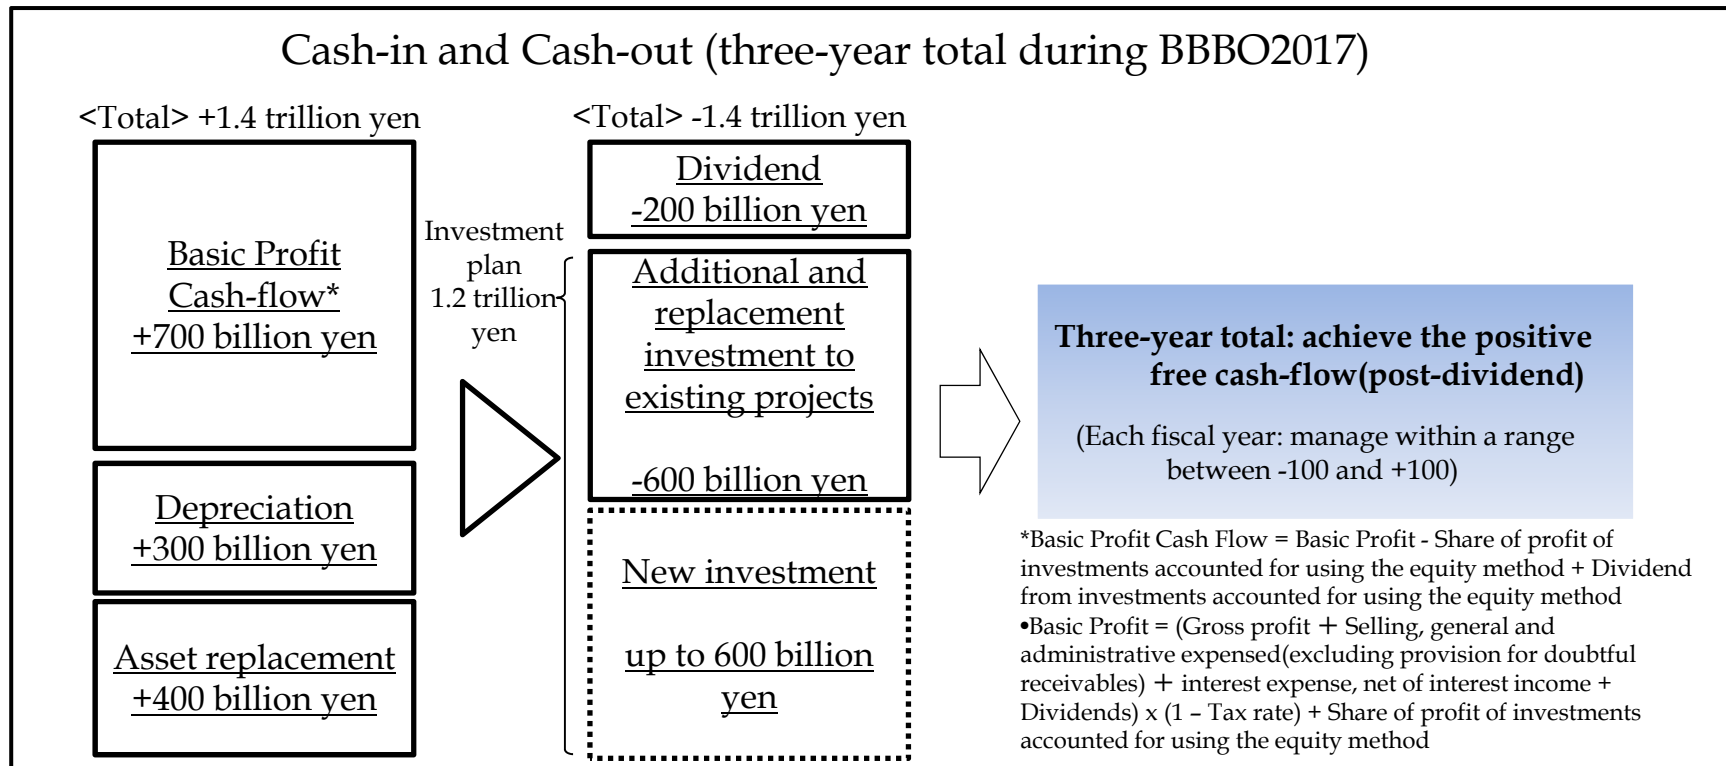 Cash-in and Cash-out (three-year total during BBBO2017)
<Total> +1.4 trillion yen
Basic Profit
Cash-flow*
+700 billion yen
Depreciation
+300 billion yen
Asset replacement
+400 billion yen
Investment
plan
1.2 trillion
yen
<Total> -1.4 trillion yen
Dividend
-200 billion yen
Additional and
replacement
investment to
existing projects
-600 billion yen
New investment
up to 600 billion
yen
Three-year total: achieve the positive
free cash-flow(post-dividend)
(Each fiscal year: manage within a range
between -100 and +100)
*Basic Profit Cash Flow = Basic Profit - Share of profit of
investments accounted for using the equity method + Dividend
from investments accounted for using the equity method
•Basic Profit = (Gross profit + Selling, general and
administrative expensed(excluding provision for doubtful
receivables) + interest expense, net of interest income +
Dividends) x (1 – Tax rate) + Share of profit of investments
accounted for using the equity method